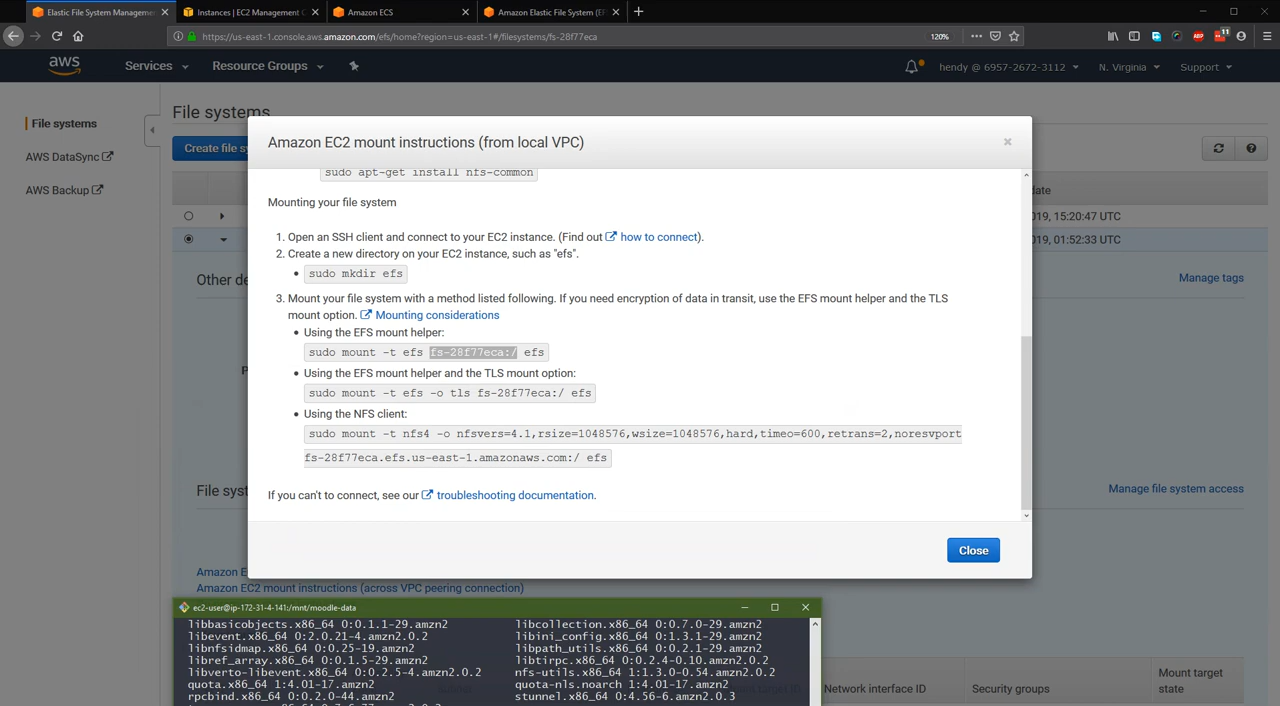 Elastic File System Manageme
Instances | EC2 Management C
Amazon ECS
Amazon Elastic File System (EF
https://us-east-1.console.aws.amazon.com/efs/home?region=us-east-1#/filesystems/fs-28f77eca
120%
11
aws
Services
Resource Groups
hendy @ 6957-2672-3112
N. Virginia
Support
File systems
AWS DataSync
AWS Backup
File systems
Create file sy
date
2019, 15:20:47 UTC
01:52:33 UTC
Other de
Manage tags
File syst
Manage file system access
Amazon E
Amazon EC2 mount instructions (across VPC peering connection)
Network interface ID
Security groups
Mount target
state
Amazon EC2 mount instructions (from local VPC)
sudo apt-get install nfs-common
Mounting your file system
1. Open an SSH client and connect to your EC2 instance. (Find out how to connect).
2. Create a new directory on your EC2 instance, such as "efs".
• sudo mkdir efs
3. Mount your file system with a method listed following. If you need encryption of data in transit, use the EFS mount helper and the TLS
mount option. Mounting considerations
• Using the EFS mount helper:
sudo mount -t efs fs-28f77eca:/ efs
• Using the EFS mount helper and the TLS mount option:
sudo mount -t efs -o tls fs-28f77eca:/ efs
• Using the NFS client:
sudo mount -t nfs4 -o nfsvers=4.1,rsize=1048576,wsize=1048576,hard,timeo=600,retrans=2,noresvport
fs-28f77eca.efs.us-east-1.amazonaws.com:/ efs
If you can't to connect, see our troubleshooting documentation.
Close
ec2-user@ip-172-31-4-141:/mnt/moodle-data
libbasicobjects.x86_64 0:0.1.1-29.amzn2 libcollection.x86_64 0:0.7.0-29.amzn2
libevent.x86_64 0:2.0.21-4.amzn2.0.2 libini_config.x86_64 0:1.3.1-29.amzn2
libnfsidmap.x86_64 0:0.25-19.amzn2 libpath_utils.x86_64 0:0.2.1-29.amzn2
libref_array.x86_64 0:0.1.5-29.amzn2 libtirpc.x86_64 0:0.2.4-0.10.amzn2.0.2
libverto-libevent.x86_64 0:0.2.5-4.amzn2.0.2 nfs-utils.x86_64 1:1.3.0-0.54.amzn2.0.2
quota.x86_64 1:4.01-17.amzn2 quota-nls.noarch 1:4.01-17.amzn2
rpcbind.x86_64 0:0.2.0-44.amzn2 stunnel.x86_64 0:4.56-6.amzn2.0.3